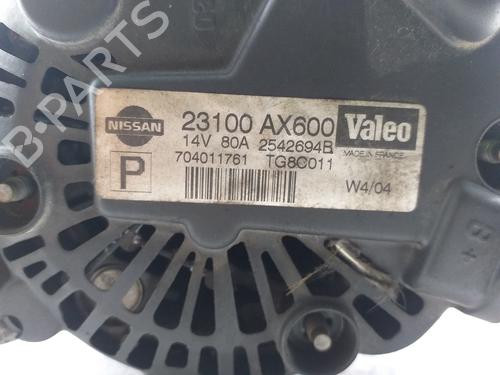 NISSAN
23100 AX600
Valeo
14V 80A 2542694B
MADE IN FRANCE
704011761 TG8C011
P
W4/04
B +
B-PARTS